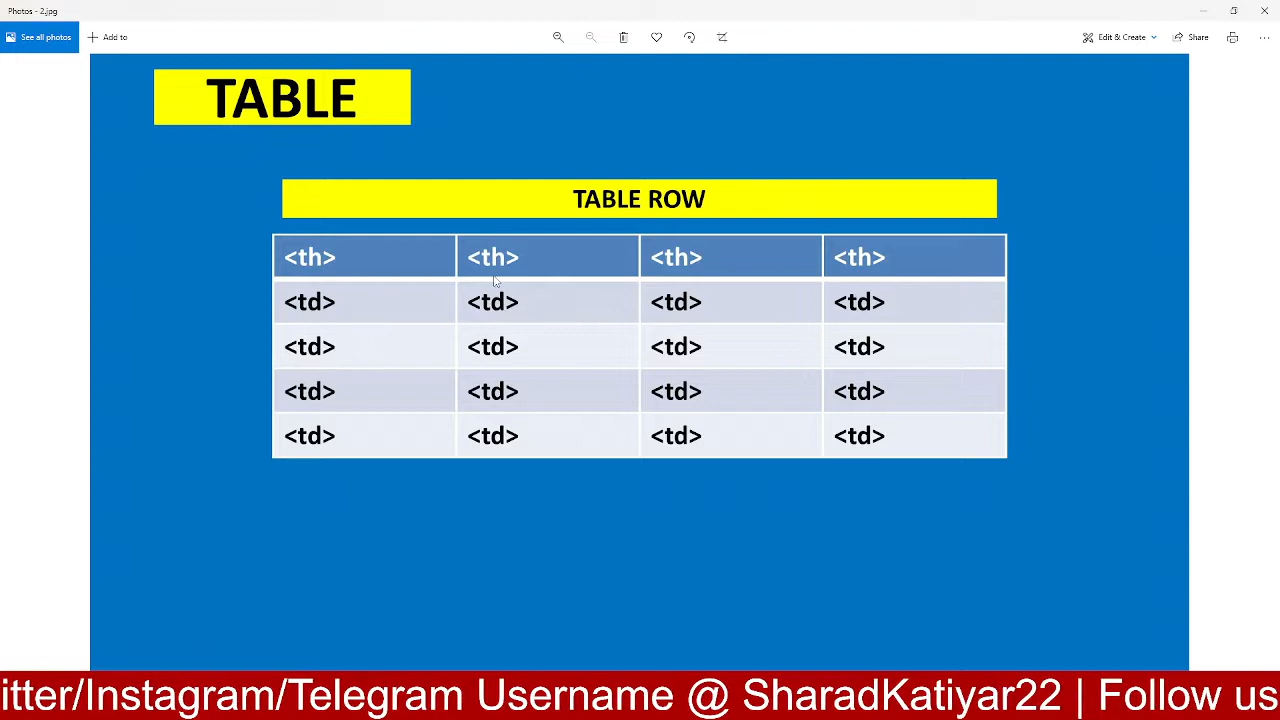 Photos - 2.jpg
See all photos
Add to
Edit & Create
Share
TABLE
TABLE ROW
<th> <th> <th> <th>
<td> <td> <td> <td>
<td> <td> <td> <td>
<td> <td> <td> <td>
<td> <td> <td> <td>
itter/Instagram/Telegram Username @ SharadKatiyar22 | Follow us